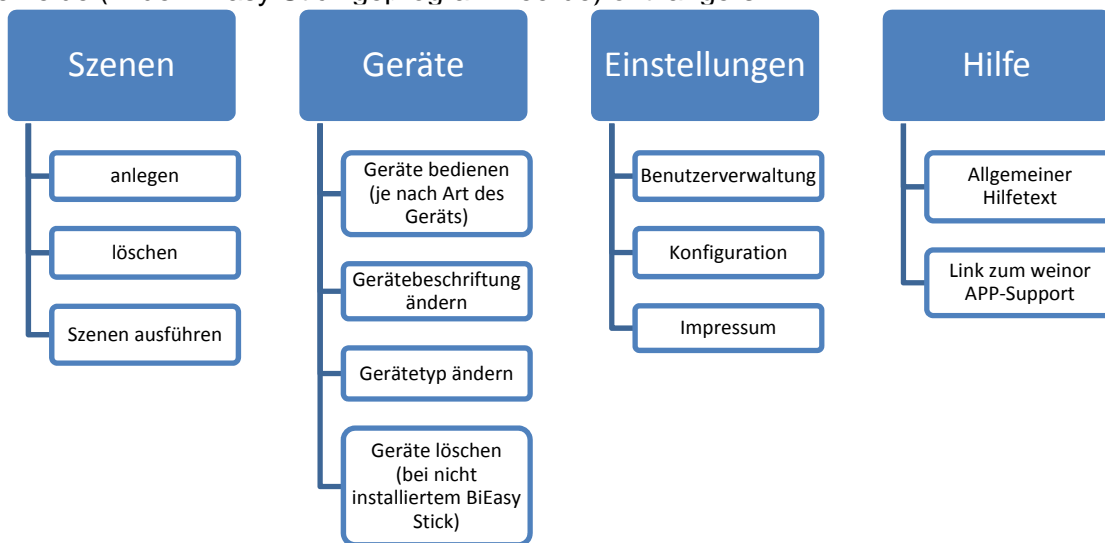 Szenen
anlegen
löschen
Szenen ausführen
Geräte
Geräte bedienen
(je nach Art des
Geräts)
Gerätebeschriftung
ändern
Gerätetyp ändern
Geräte löschen
(bei nicht
installiertem BiEasy
Stick)
Einstellungen
Benutzerverwaltung
Konfiguration
Impressum
Hilfe
Allgemeiner
Hilfetext
Link zum weinor
APP-Support